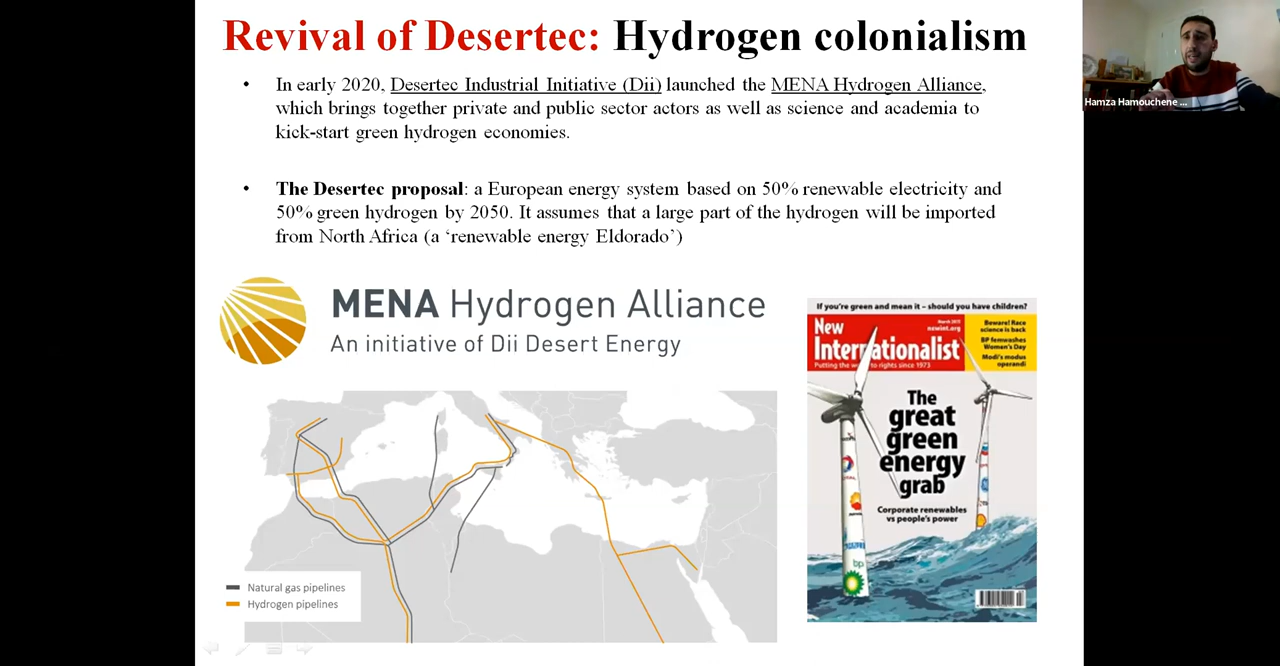 Revival of Desertec: Hydrogen colonialism
• In early 2020, Desertec Industrial Initiative (Dii) launched the MENA Hydrogen Alliance,
which brings together private and public sector actors as well as science and academia to
kick-start green hydrogen economies.
• The Desertec proposal: a European energy system based on 50% renewable electricity and
50% green hydrogen by 2050. It assumes that a large part of the hydrogen will be imported
from North Africa (a ‘renewable energy Eldorado’)
MENA Hydrogen Alliance
An initiative of Dii Desert Energy
Natural gas pipelines
Hydrogen pipelines
If you're green and mean it – should you have children?
New
Internationalist
Putting the to rights since 1973
newint.org
Beware! Race
science is back
BP femwashes
Women's Day
Modi's modus
operandi
The
great
green
energy
grab
Corporate renewables
vs people's power
bp
Hamza Hamouchene ...